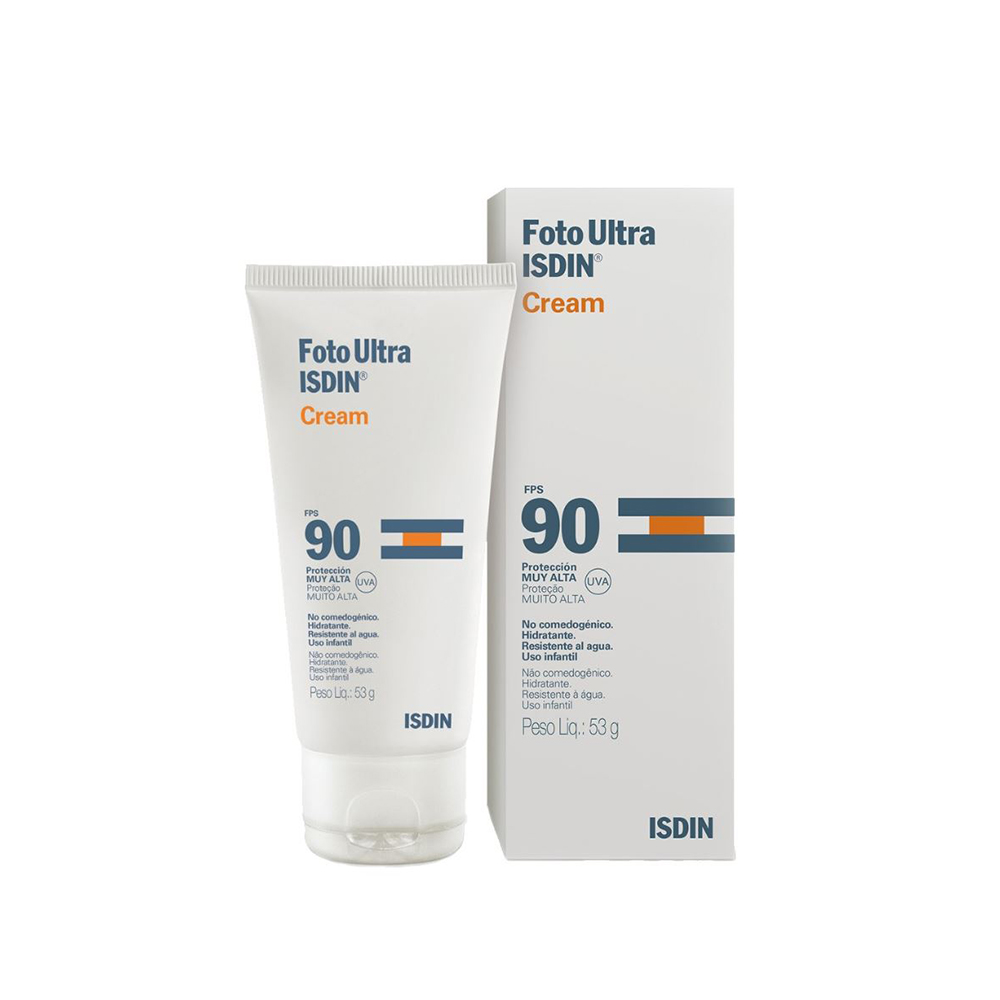 Foto Ultra
ISDIN®
Cream
FPS
90
Protección
MUY ALTA
Proteção
MUITO ALTA
UVA
No comedogénico.
Hidratante.
Resistente al agua.
Uso infantil
Não comedogênico.
Hidratante.
Resistente à água.
Uso infantil
Peso Liq.: 53 g
ISDIN
Foto Ultra
ISDIN®
Cream
FPS
90
Protección
MUY ALTA
Proteção
MUITO ALTA
UVA
No comedogénico.
Hidratante.
Resistente al agua.
Uso infantil
Não comedogênico.
Hidratante.
Resistente à água.
Uso infantil
Peso Liq.: 53 g
ISDIN